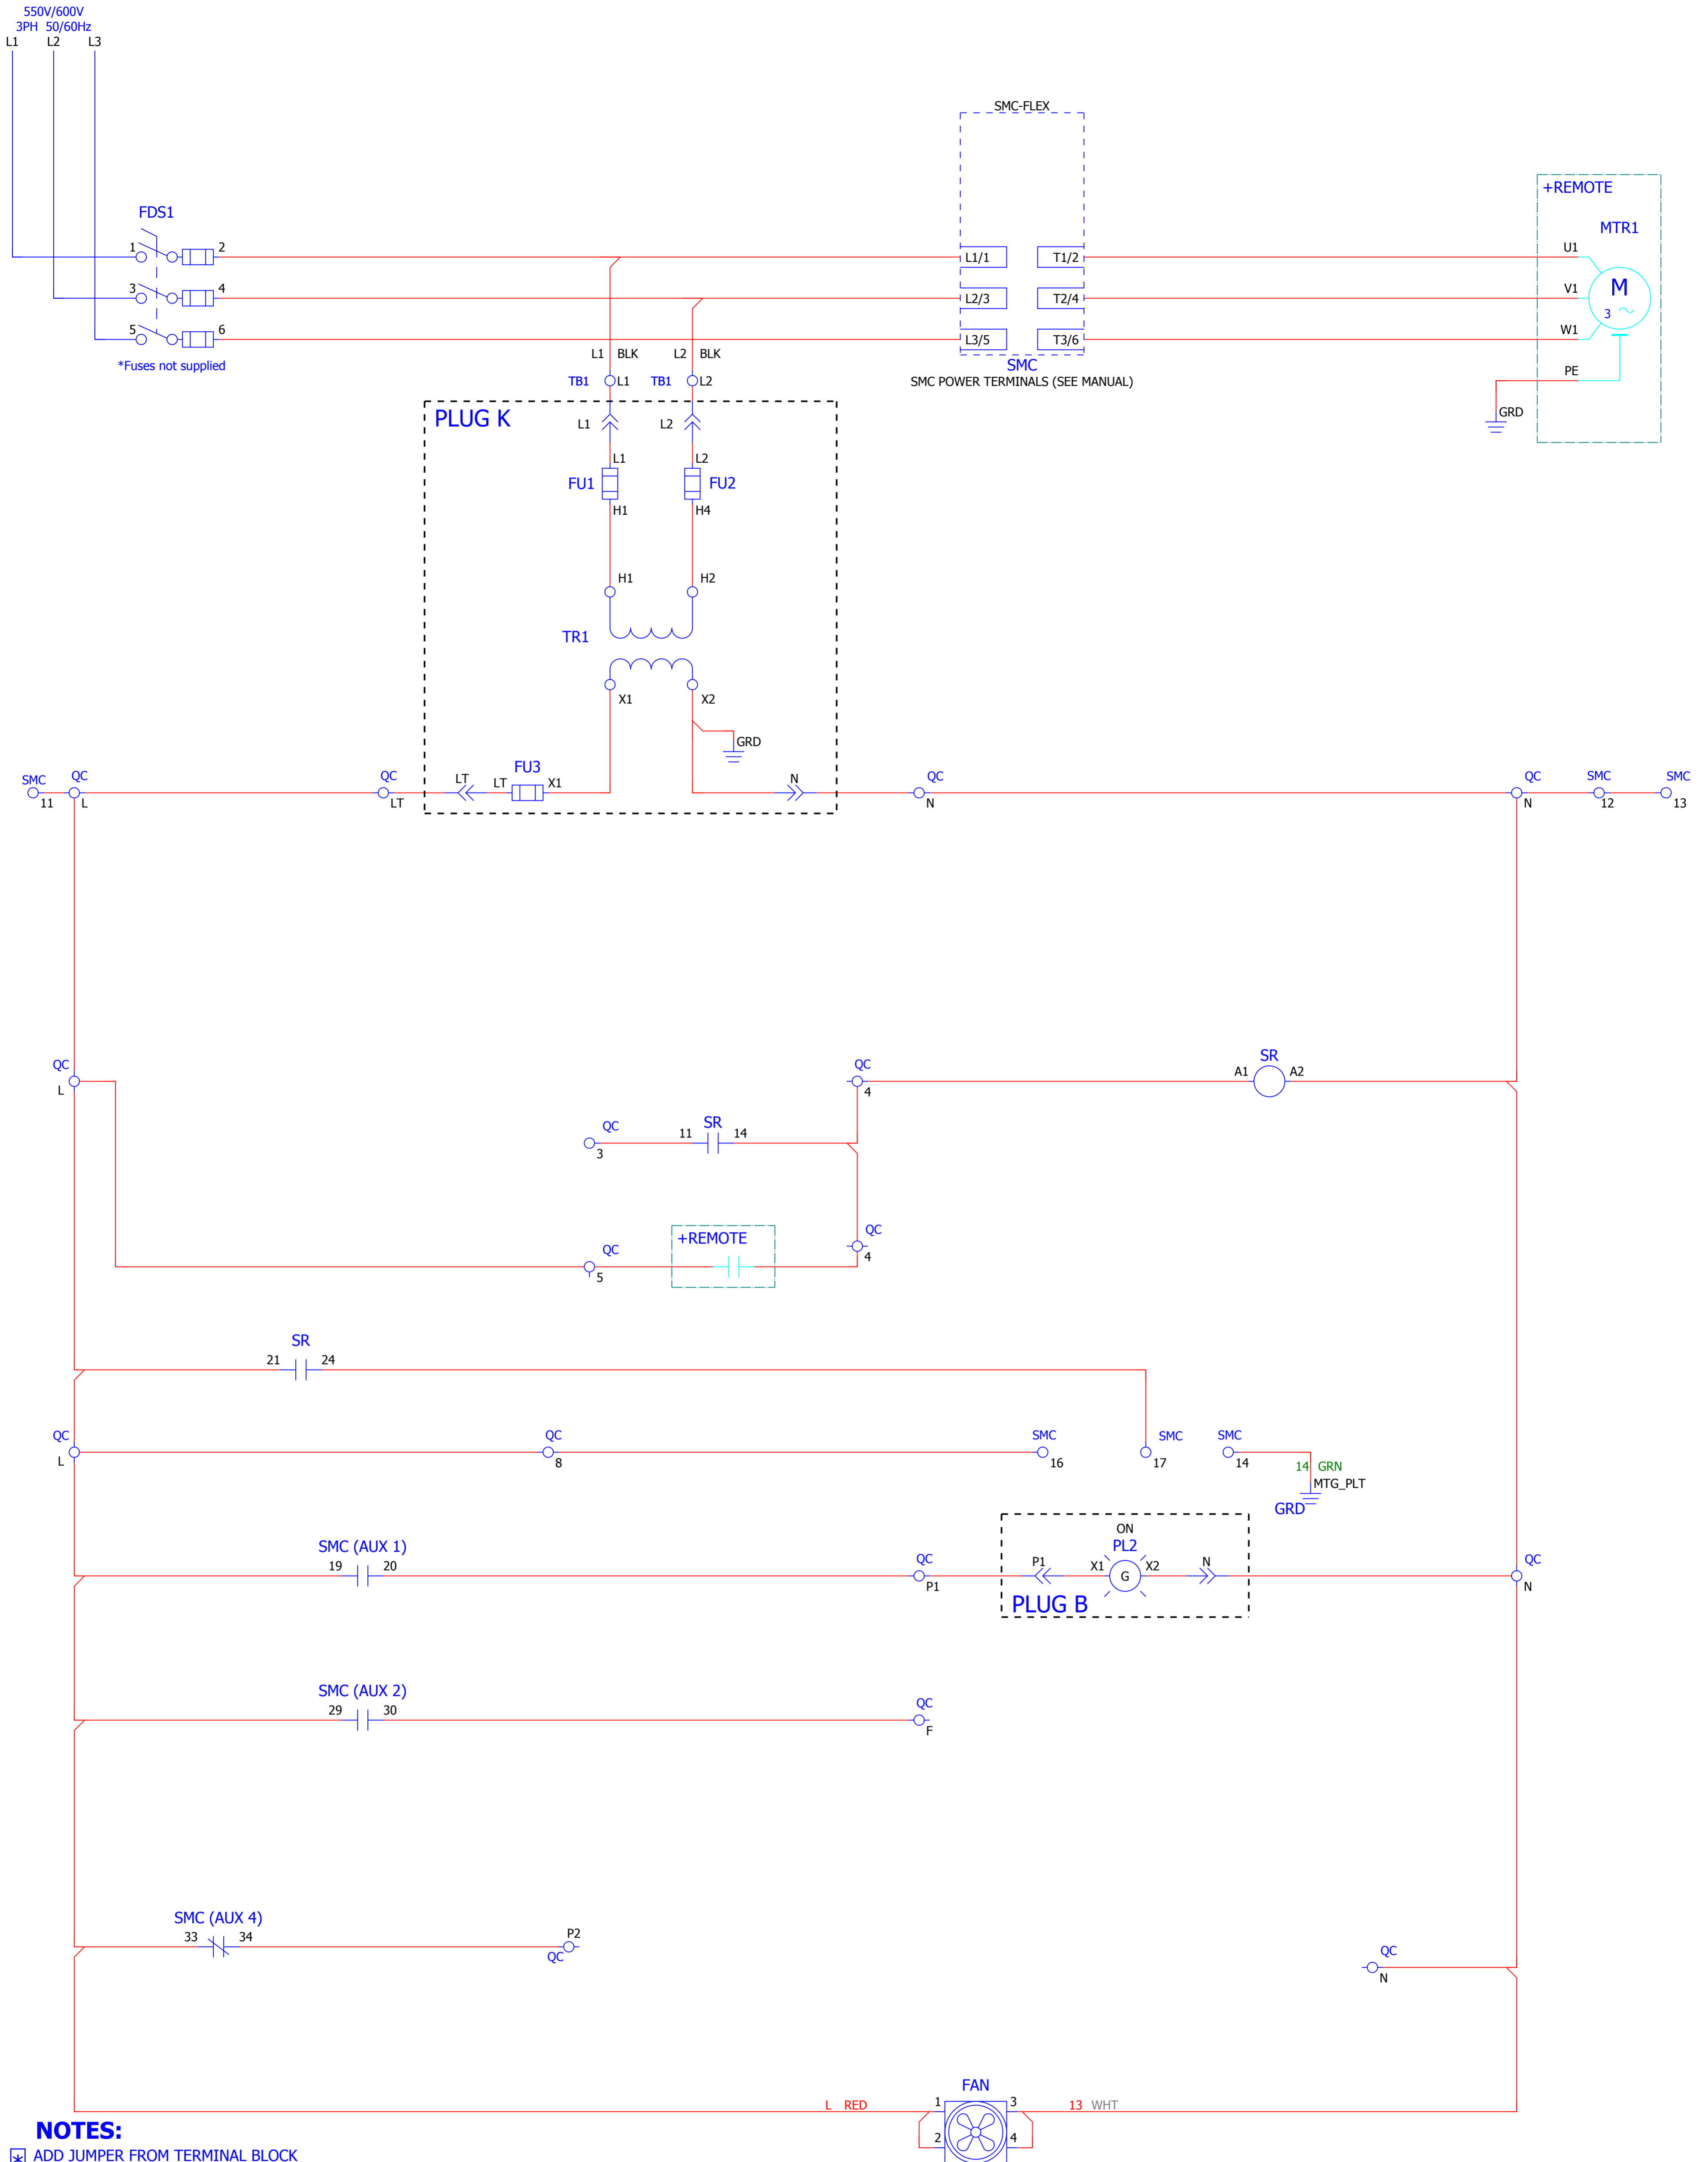 550V/600V
3PH 50/60Hz
L1 L2 L3
SMC-FLEX
+REMOTE
FDS1
MTR1
1 2 L1/1 T1/2 U1
3 4 L2/3 T2/4 V1 M
3
5 6 L3/5 T3/6 W1
*Fuses not supplied
L1 BLK L2 BLK
SMC
PE
TB1 L1 TB1 L2
SMC POWER TERMINALS (SEE MANUAL)
GRD
PLUG K
L1 L2
L1 L2
FU1 FU2
H1 H4
H1 H2
TR1
X1 X2
GRD
FU3
SMC QC QC LT LT X1 N QC QC SMC SMC
11 L LT N N 12 13
QC QC SR
L 4 A1 A2
SR
QC 11 14
3
QC
+REMOTE
QC 4
5
SR
21 24
QC QC SMC SMC SMC
L 8 16 17 14
14 GRN
MTG_PLT
GRD
ON
SMC (AUX 1) PL2
19 20 QC P1 X1 G X2 N QC
P1 N
PLUG B
SMC (AUX 2)
29 30 QC
F
SMC (AUX 4)
33 34 P2
QC
QC
N
FAN
L RED 1 3 13 WHT
2 4
NOTES:
* ADD JUMPER FROM TERMINAL BLOCK